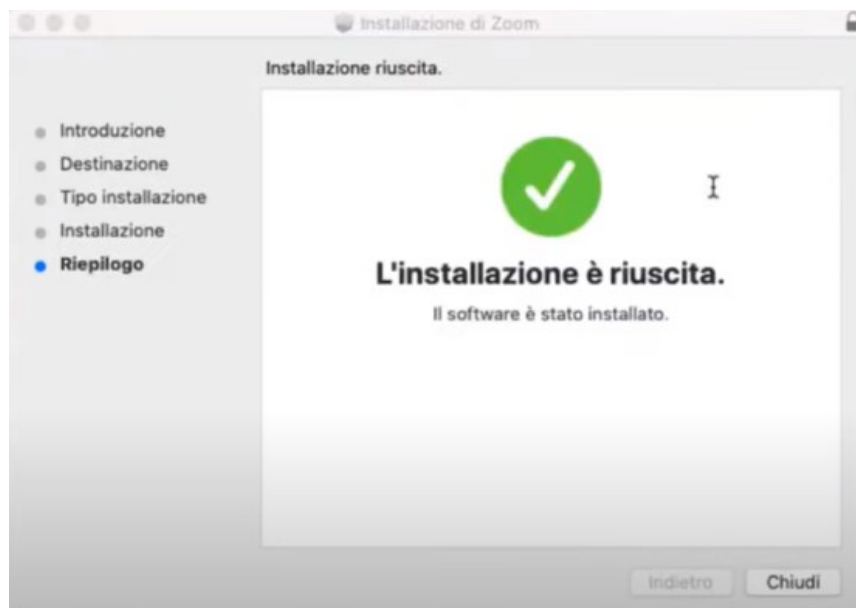 Installazione di Zoom
Installazione riuscita.
Introduzione
Destinazione
Tipo installazione
Installazione
Riepilogo
L'installazione è riuscita.
Il software è stato installato.
Indietro
Chiudi